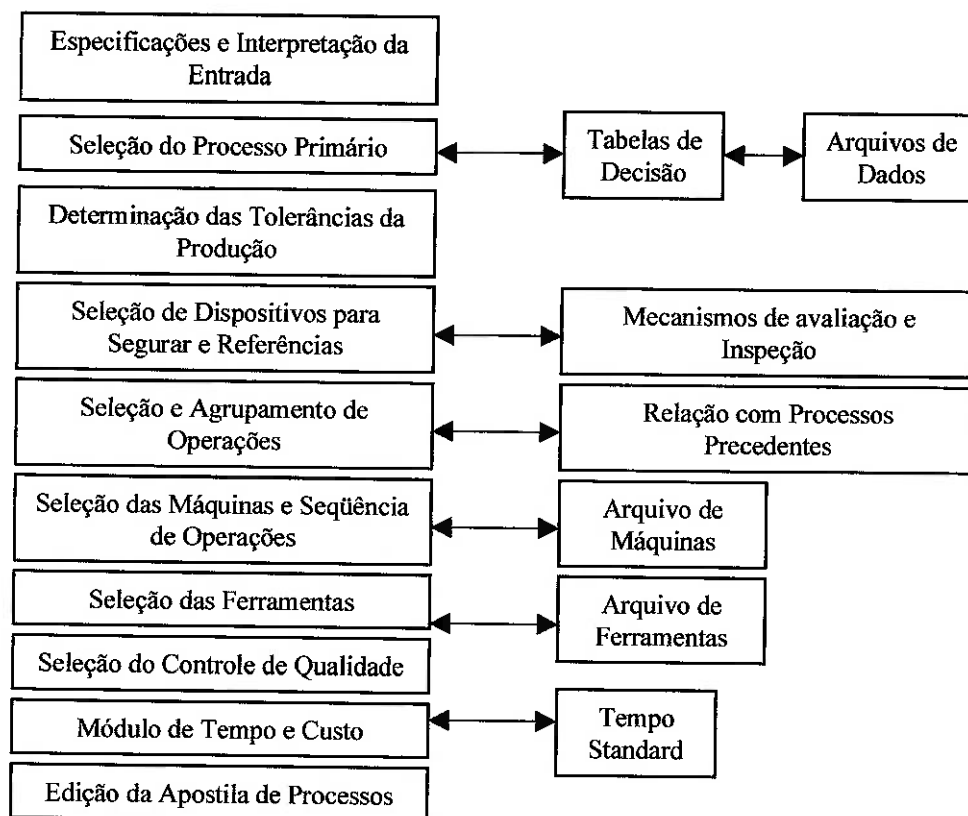 Especificações e Interpretação da
Entrada
Seleção do Processo Primário
Tabelas de
Decisão
Arquivos de
Dados
Determinação das Tolerâncias da
Produção
Seleção de Dispositivos para
Segurar e Referências
Mecanismos de avaliação e
Inspeção
Seleção e Agrupamento de
Operações
Relação com Processos
Precedentes
Seleção das Máquinas e Seqüência
de Operações
Arquivo de
Máquinas
Seleção das Ferramentas
Arquivo de
Ferramentas
Seleção do Controle de Qualidade
Módulo de Tempo e Custo
Tempo
Standard
Edição da Apostila de Processos